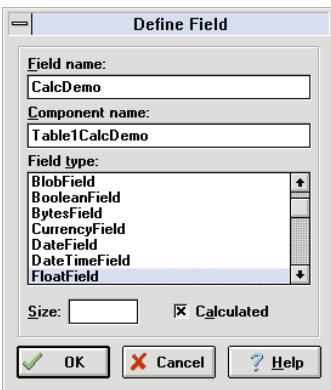 Define Field
Field name:
CalcDemo
Component name:
Table1CalcDemo
Field type:
BlobField
BooleanField
BytesField
CurrencyField
DateField
DateTimeField
FloatField
Size: Calculated
OK Cancel Help